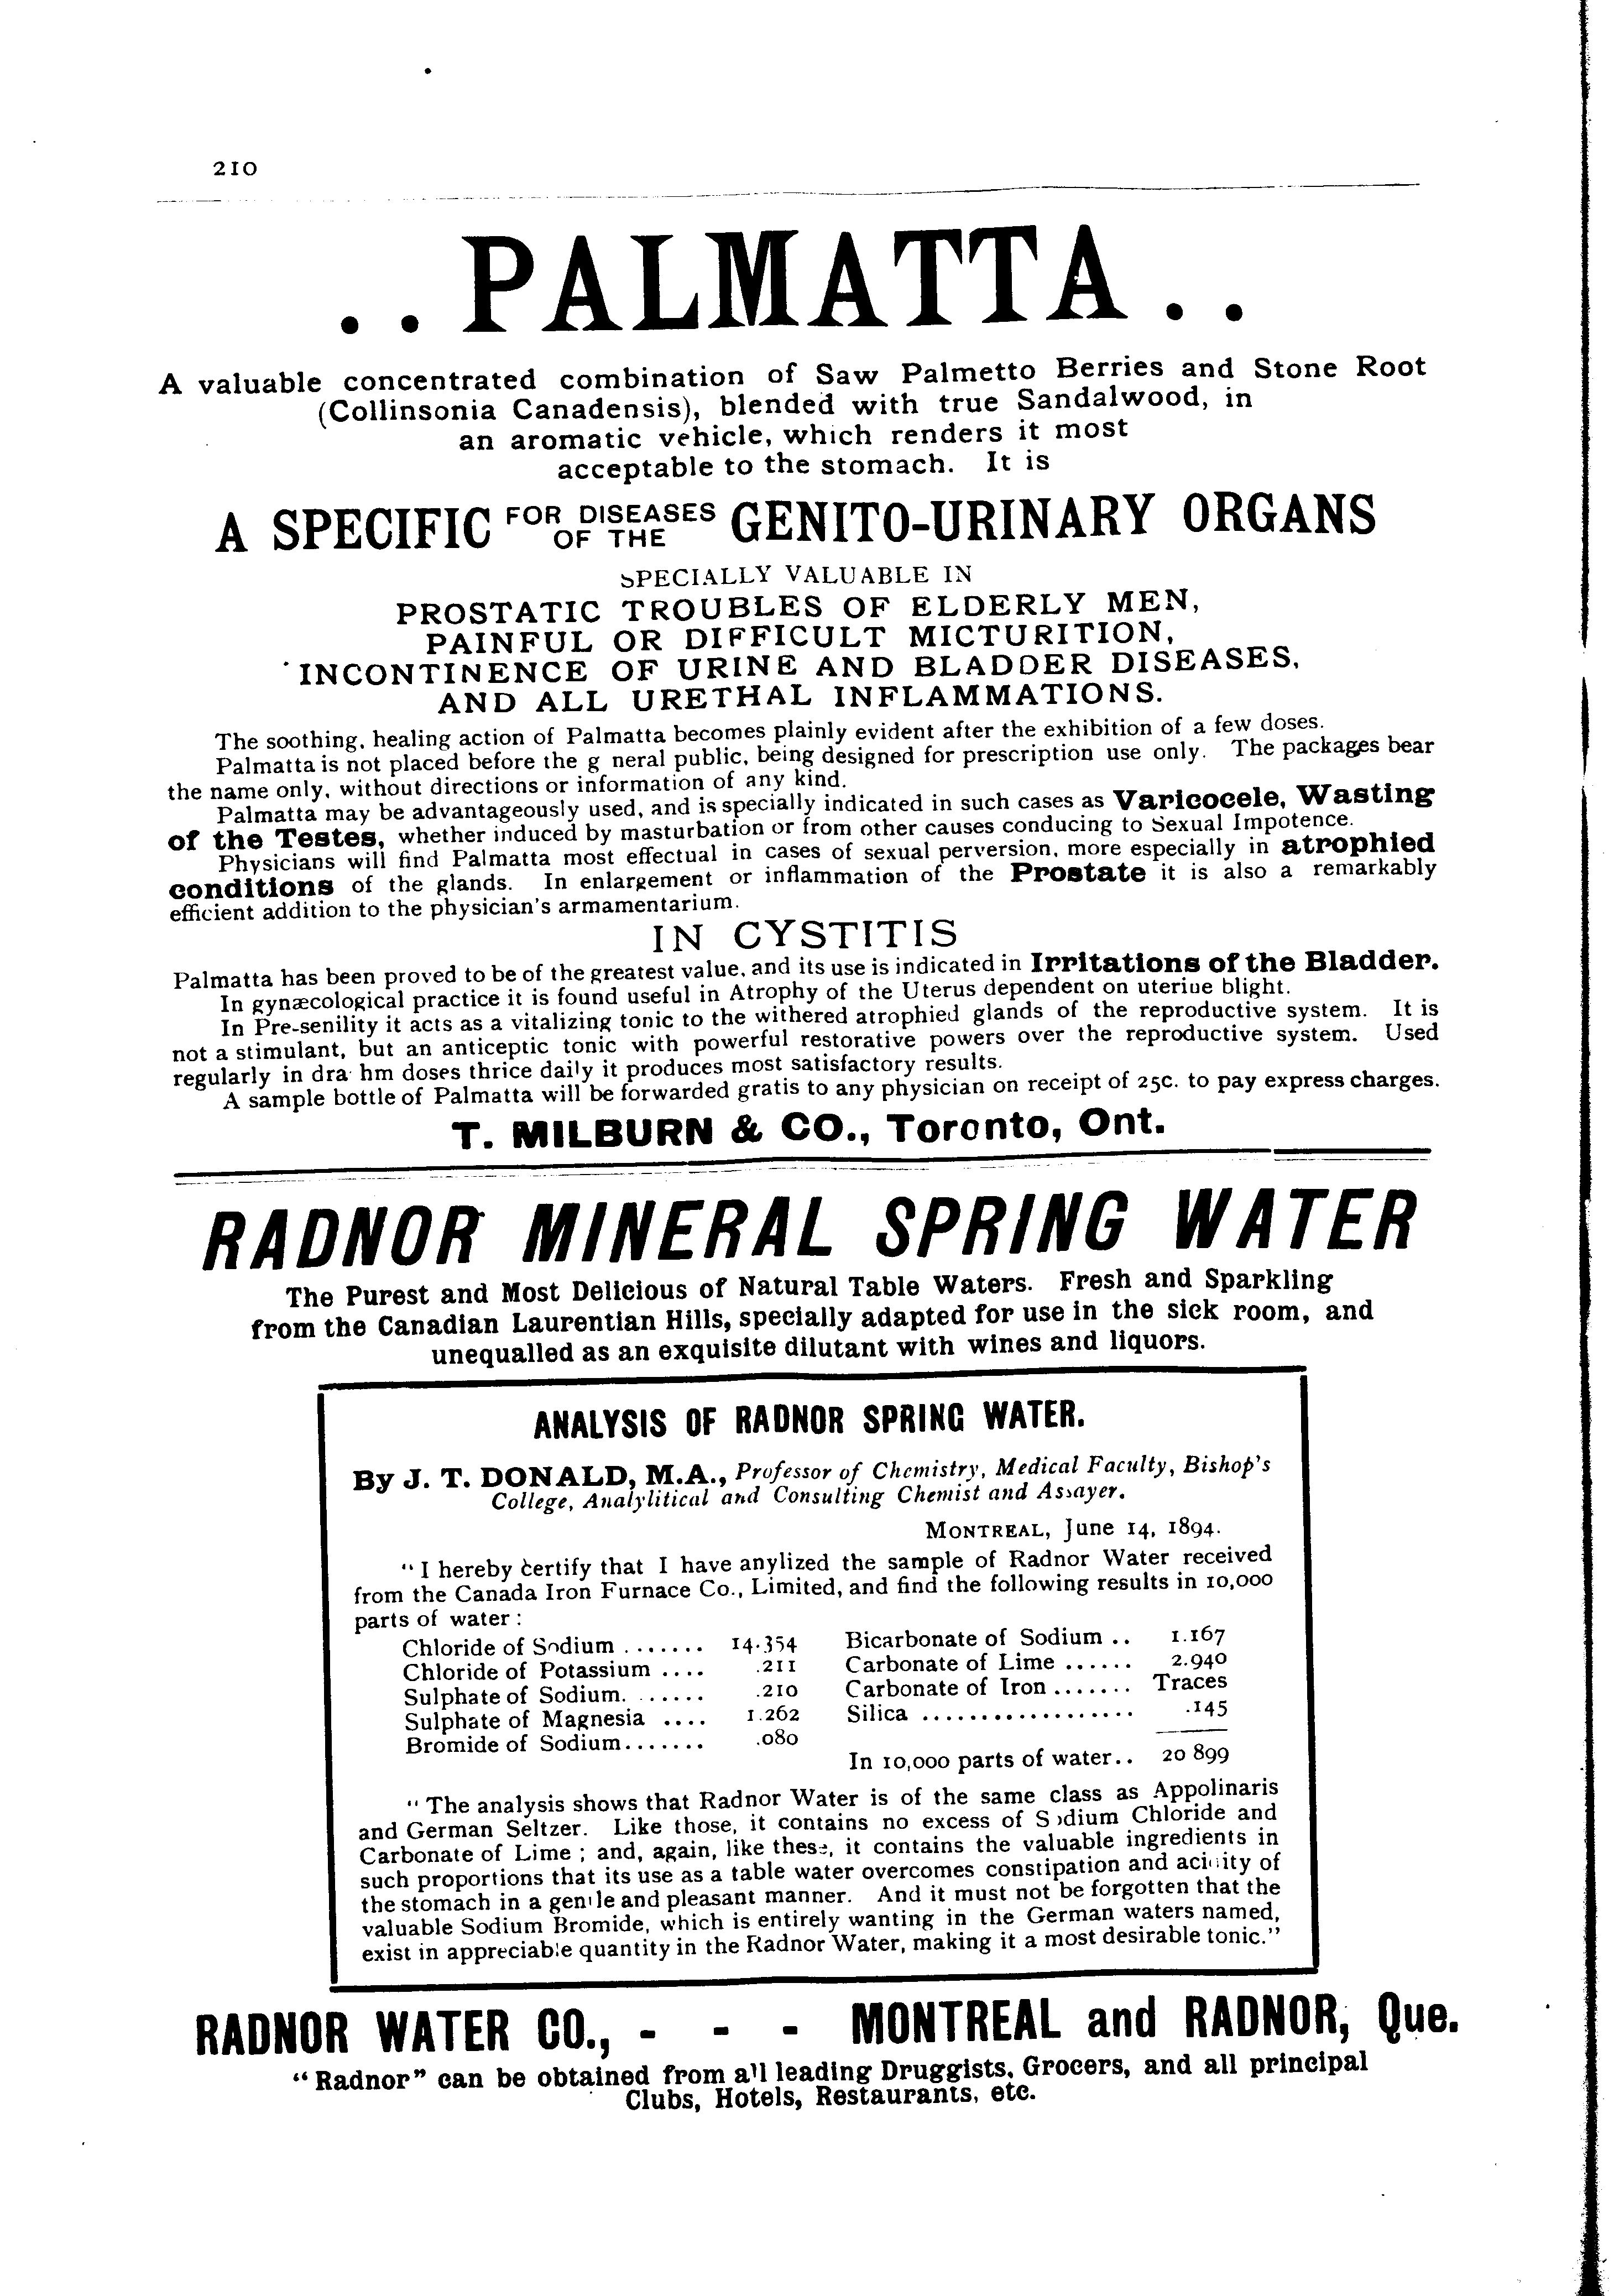 210
. . PALMATTA . .
A valuable concentrated combination of Saw Palmetto Berries and Stone Root
(Collinsonia Canadensis), blended with true Sandalwood, in
an aromatic vehicle, which renders it most
acceptable to the stomach. It is
A SPECIFIC FOR DISEASES OF THE GENITO-URINARY ORGANS
SPECIALLY VALUABLE IN
PROSTATIC TROUBLES OF ELDERLY MEN,
PAINFUL OR DIFFICULT MICTURITION,
INCONTINENCE OF URINE AND BLADDER DISEASES,
AND ALL URETHAL INFLAMMATIONS.
The soothing, healing action of Palmatta becomes plainly evident after the exhibition of a few doses.
Palmatta is not placed before the g neral public, being designed for prescription use only. The packages bear
the name only, without directions or information of any kind.
Palmatta may be advantageously used, and is specially indicated in such cases as Varicocele, Wasting
of the Testes, whether induced by masturbation or from other causes conducing to Sexual Impotence.
Physicians will find Palmatta most effectual in cases of sexual perversion, more especially in atrophied
conditions of the glands. In enlargement or inflammation of the Prostate it is also a remarkably
efficient addition to the physician's armamentarium.
IN CYSTITIS
Palmatta has been proved to be of the greatest value, and its use is indicated in Irritations of the Bladder.
In gynæcological practice it is found useful in Atrophy of the Uterus dependent on uterine blight.
In Pre-senility it acts as a vitalizing tonic to the withered atrophied glands of the reproductive system. It is
not a stimulant, but an anticeptic tonic with powerful restorative powers over the reproductive system. Used
regularly in dra hm doses thrice daily it produces most satisfactory results.
A sample bottle of Palmatta will be forwarded gratis to any physician on receipt of 25c. to pay express charges.
T. MILBURN & CO., Toronto, Ont.
RADNOR MINERAL SPRING WATER
The Purest and Most Delicious of Natural Table Waters. Fresh and Sparkling
from the Canadian Laurentian Hills, specially adapted for use in the sick room, and
unequalled as an exquisite dilutant with wines and liquors.
ANALYSIS OF RADNOR SPRING WATER.
By J. T. DONALD, M.A., Professor of Chemistry, Medical Faculty, Bishop's
College, Analylitical and Consulting Chemist and Assayer.
MONTREAL, June 14, 1894.
"I hereby certify that I have anylized the sample of Radnor Water received
from the Canada Iron Furnace Co., Limited, and find the following results in 10,000
parts of water:
Chloride of Sodium ....... 14.354
Chloride of Potassium .... .211
Sulphate of Sodium. ...... .210
Sulphate of Magnesia .... 1.262
Bromide of Sodium....... .080
Bicarbonate of Sodium .. 1.167
Carbonate of Lime ...... 2.940
Carbonate of Iron ....... Traces
Silica .................. .145
In 10,000 parts of water.. 20 899
"The analysis shows that Radnor Water is of the same class as Appolinaris
and German Seltzer. Like those, it contains no excess of Sodium Chloride and
Carbonate of Lime; and, again, like these, it contains the valuable ingredients in
such proportions that its use as a table water overcomes constipation and acidity of
the stomach in a gentle and pleasant manner. And it must not be forgotten that the
valuable Sodium Bromide, which is entirely wanting in the German waters named,
exist in appreciable quantity in the Radnor Water, making it a most desirable tonic."
RADNOR WATER CO., - - - MONTREAL and RADNOR, Que.
"Radnor" can be obtained from all leading Druggists, Grocers, and all principal
Clubs, Hotels, Restaurants, etc.